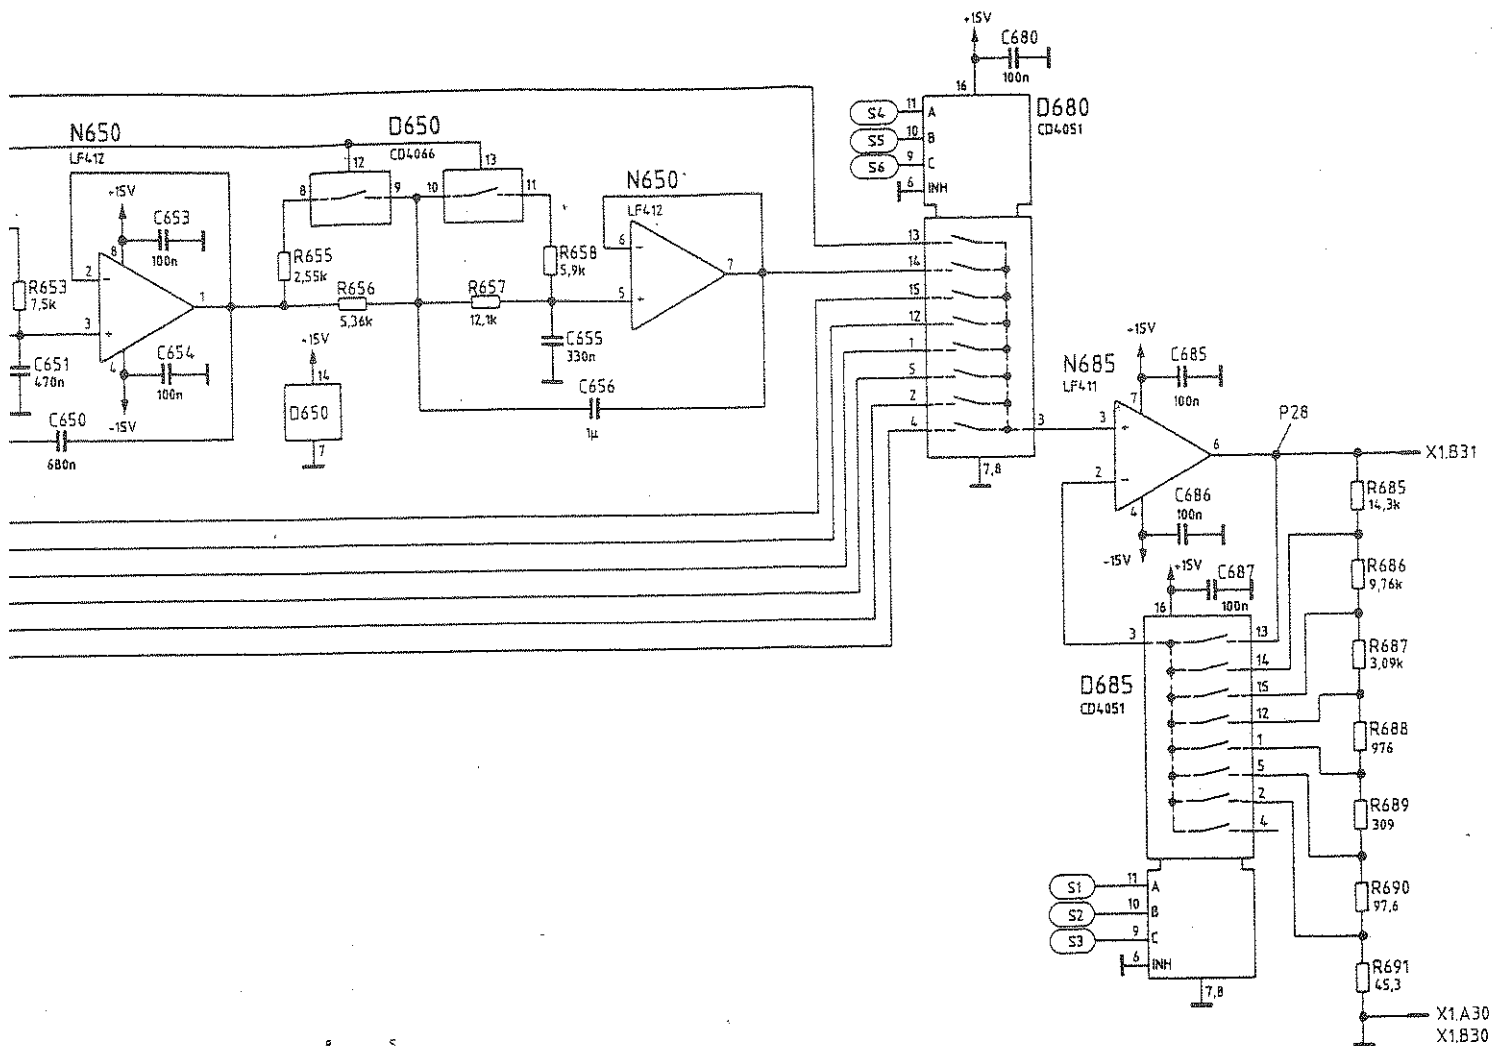 +15V
C680
100n
16
D680
CD4051
S4
11
A
S5
10
B
S6
9
C
6
INH
N650
LF412
D650
CD4066
12
13
8
9
10
11
N650
LF412
+15V
C653
100n
8
R655
2,55k
R658
5,9k
6
7
13
14
15
12
1
5
2
4
3
7,8
R653
7,5k
2
1
3
R656
5,36k
R657
12,1k
5
C651
470n
4
C654
100n
-15V
C650
680n
+15V
14
D650
7
C655
330n
C656
1µ
-15V
N685
LF411
C685
100n
7
3
6
2
P28
X1.B31
R685
14,3k
C686
100n
4
-15V
+15V
C687
100n
16
R686
9,76k
3
13
14
15
12
1
5
2
4
D685
CD4051
R687
3,09k
R688
976
R689
309
R690
97,6
R691
45,3
S1
11
A
S2
10
B
S3
9
C
6
INH
7,8
X1.A30
X1.B30